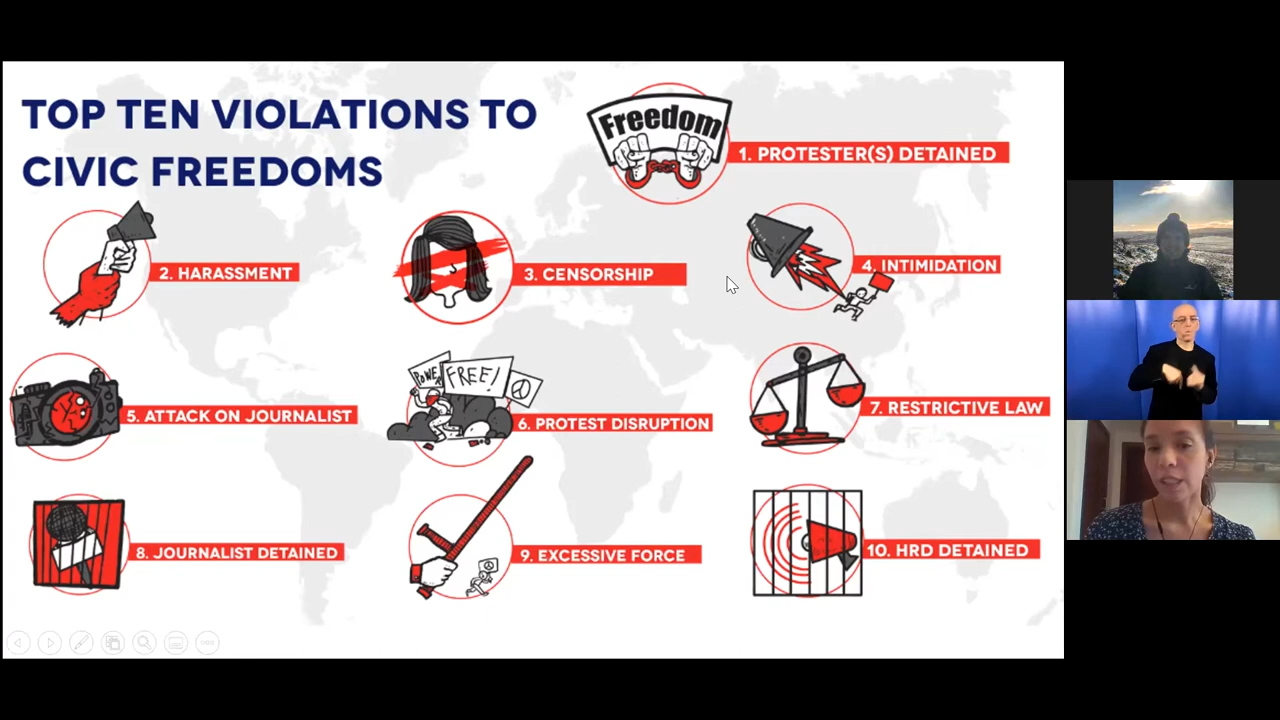 TOP TEN VIOLATIONS TO
CIVIC FREEDOMS
Freedom
1. PROTESTER(S) DETAINED
2. HARASSMENT
3. CENSORSHIP
4. INTIMIDATION
5. ATTACK ON JOURNALIST
FREE!
6. PROTEST DISRUPTION
7. RESTRICTIVE LAW
8. JOURNALIST DETAINED
9. EXCESSIVE FORCE
10. HRD DETAINED